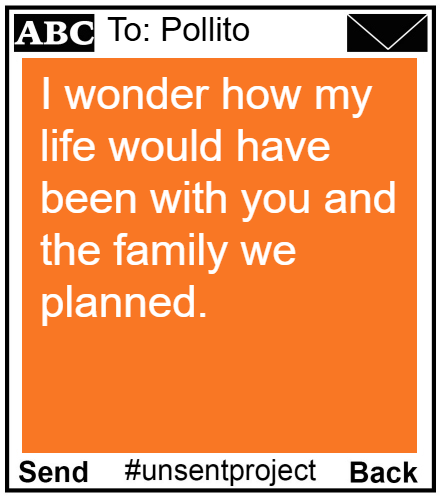 ABC To: Pollito
I wonder how my
life would have
been with you and
the family we
planned.
Send #unsentproject Back